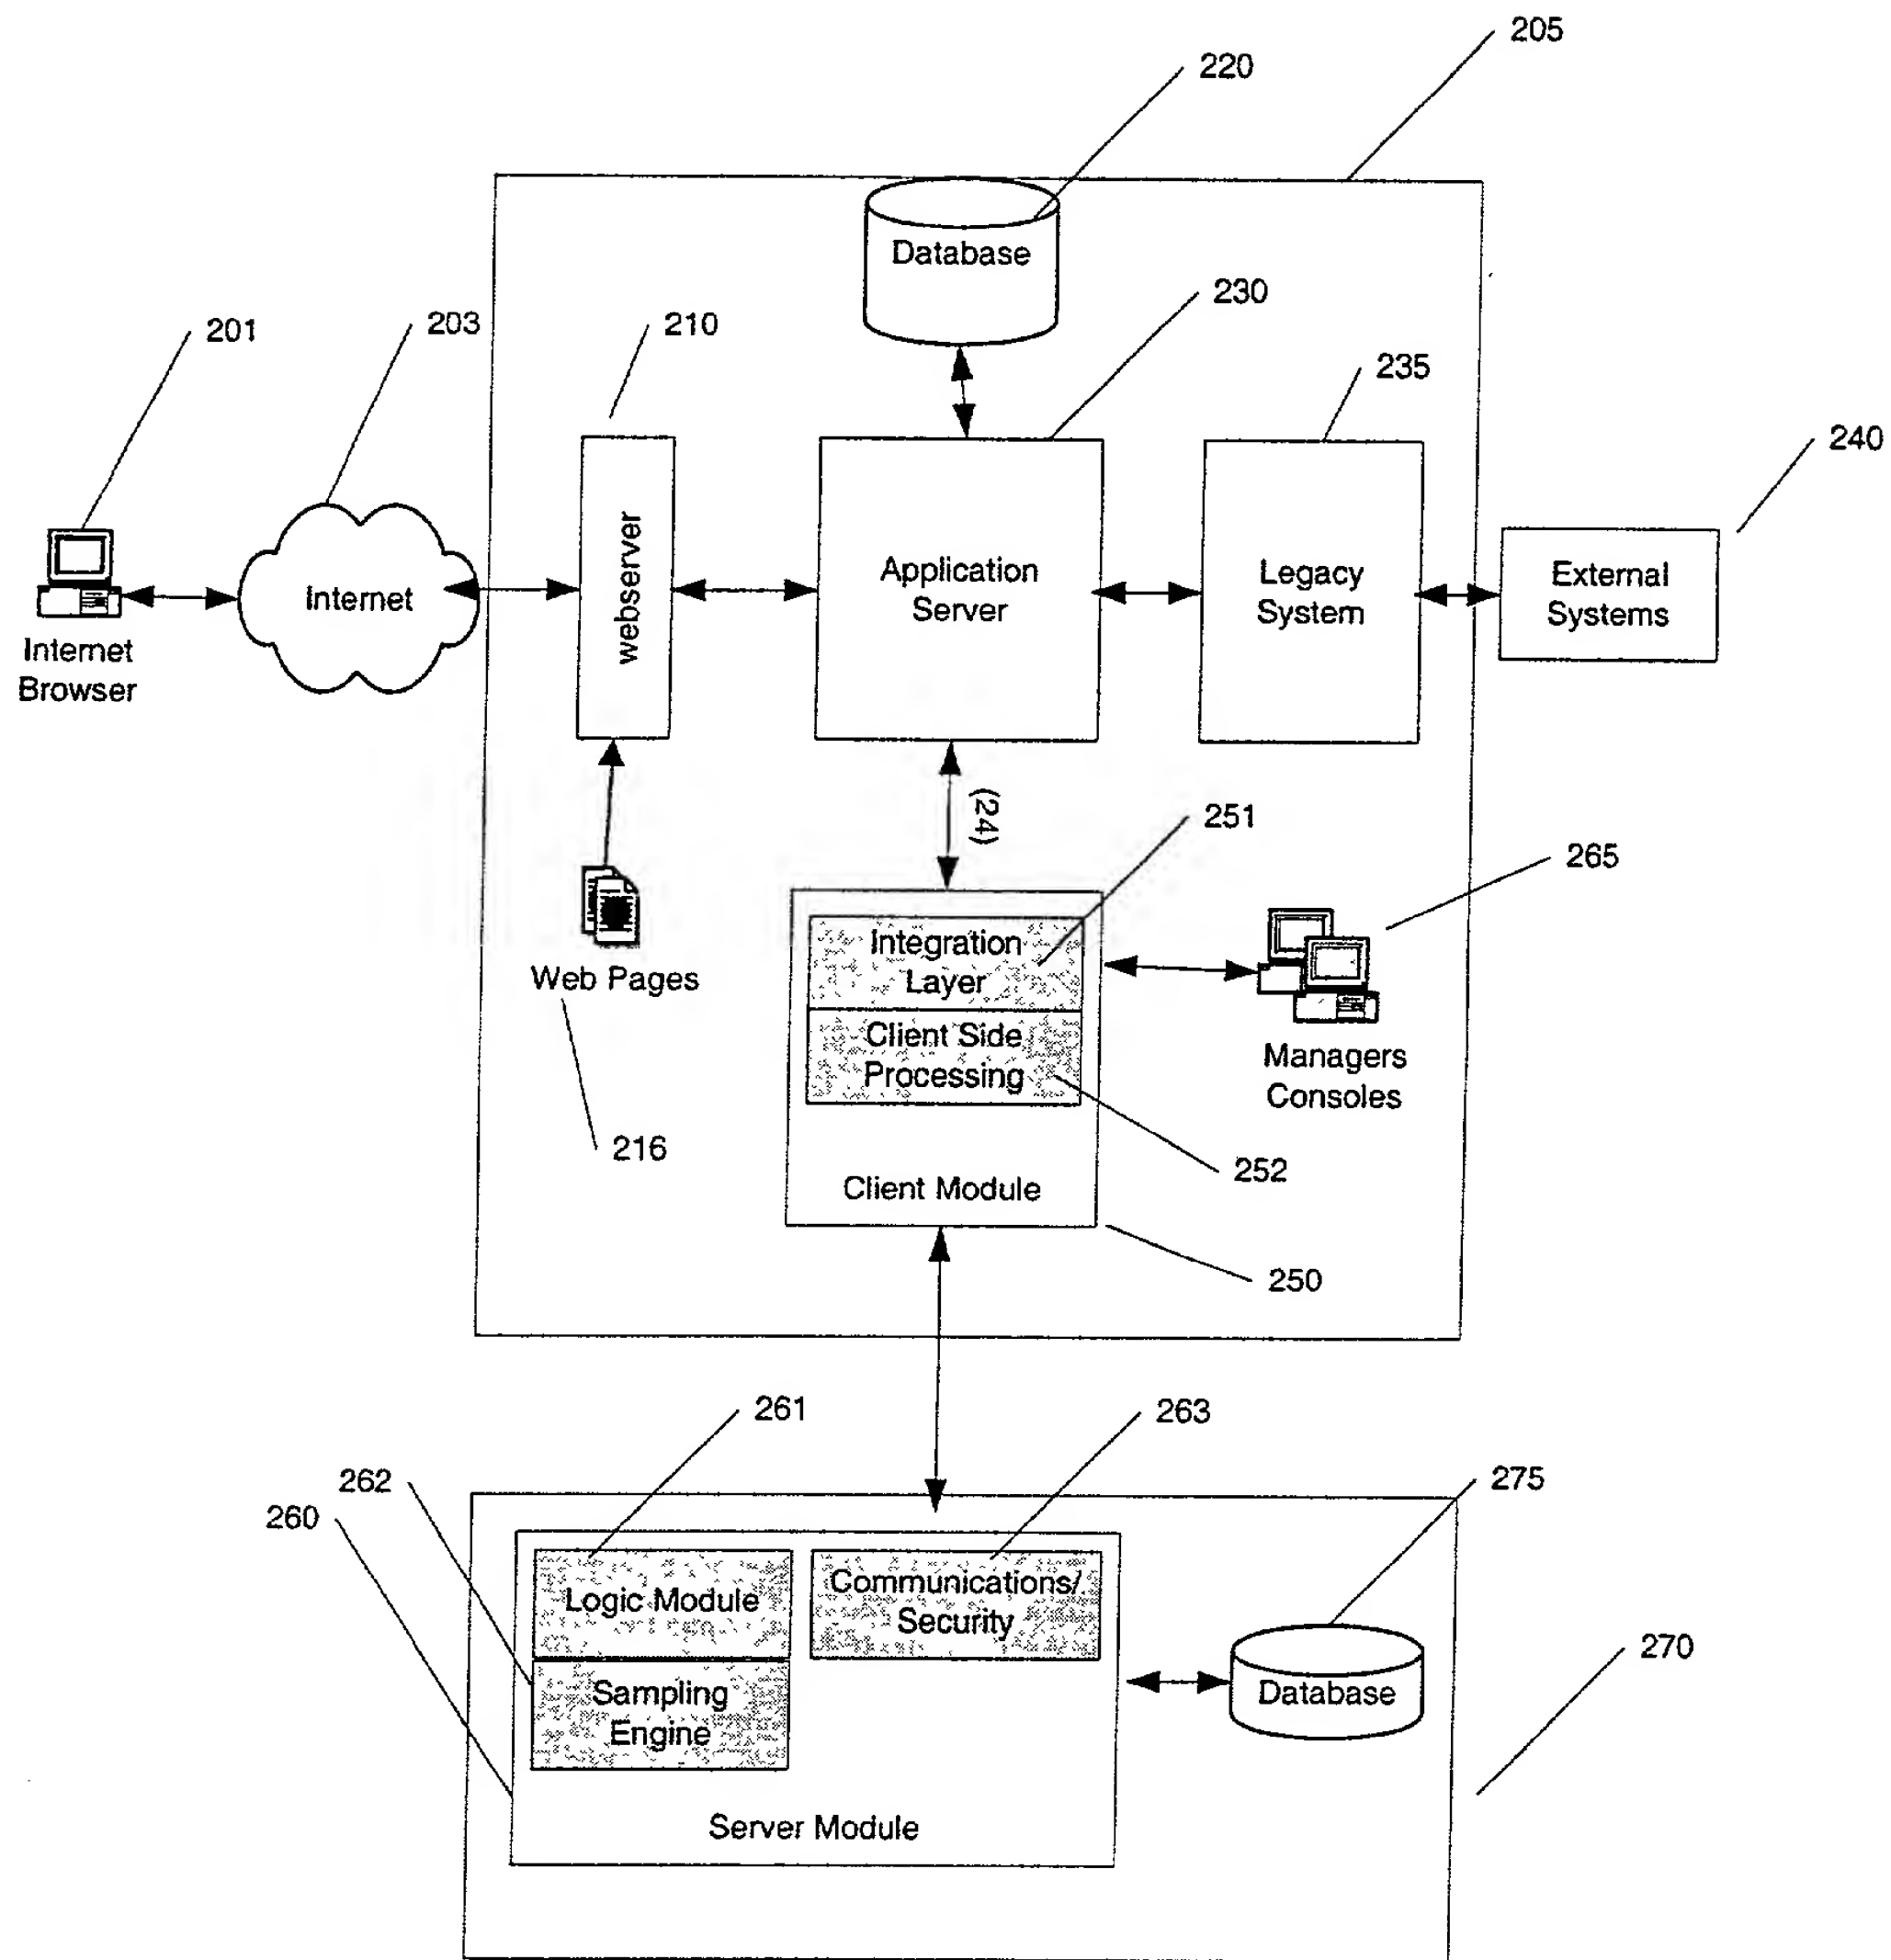 205
220
Database
230
201
203
210
235
240
webserver
Application
Server
Legacy
System
External
Systems
Internet
Internet
Browser
(24)
251
265
Integration
Layer
Web Pages
Client Side
Processing
Managers
Consoles
216
252
Client Module
250
261
263
262
275
260
Logic Module
Communications/
Security
270
Sampling
Engine
Database
Server Module